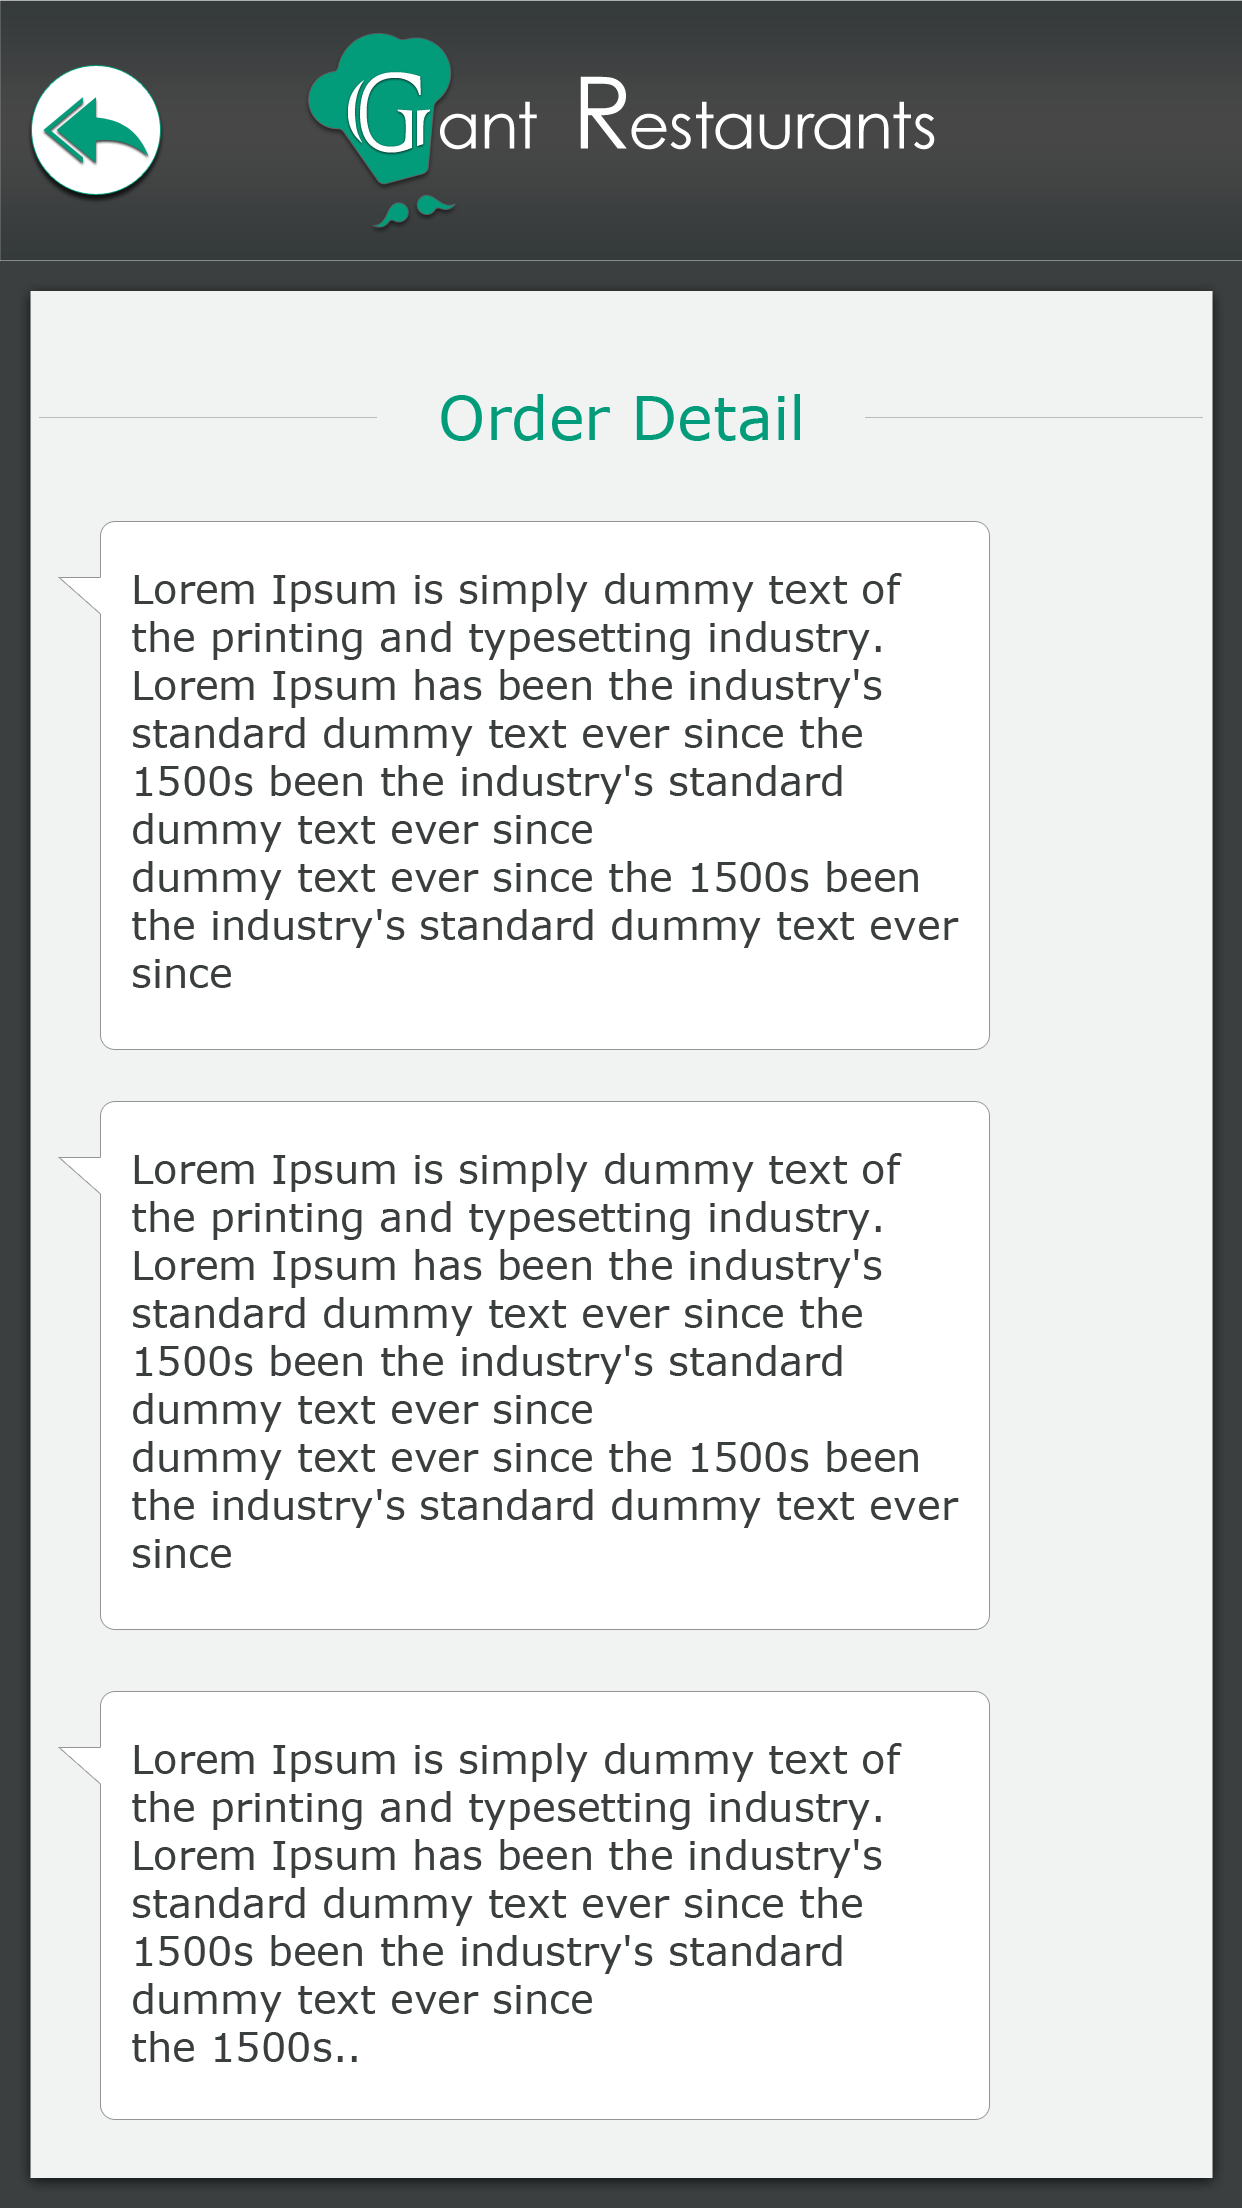 Grant Restaurants
Order Detail
Lorem Ipsum is simply dummy text of
the printing and typesetting industry.
Lorem Ipsum has been the industry's
standard dummy text ever since the
1500s been the industry's standard
dummy text ever since
dummy text ever since the 1500s been
the industry's standard dummy text ever
since
Lorem Ipsum is simply dummy text of
the printing and typesetting industry.
Lorem Ipsum has been the industry's
standard dummy text ever since the
1500s been the industry's standard
dummy text ever since
dummy text ever since the 1500s been
the industry's standard dummy text ever
since
Lorem Ipsum is simply dummy text of
the printing and typesetting industry.
Lorem Ipsum has been the industry's
standard dummy text ever since the
1500s been the industry's standard
dummy text ever since
the 1500s..